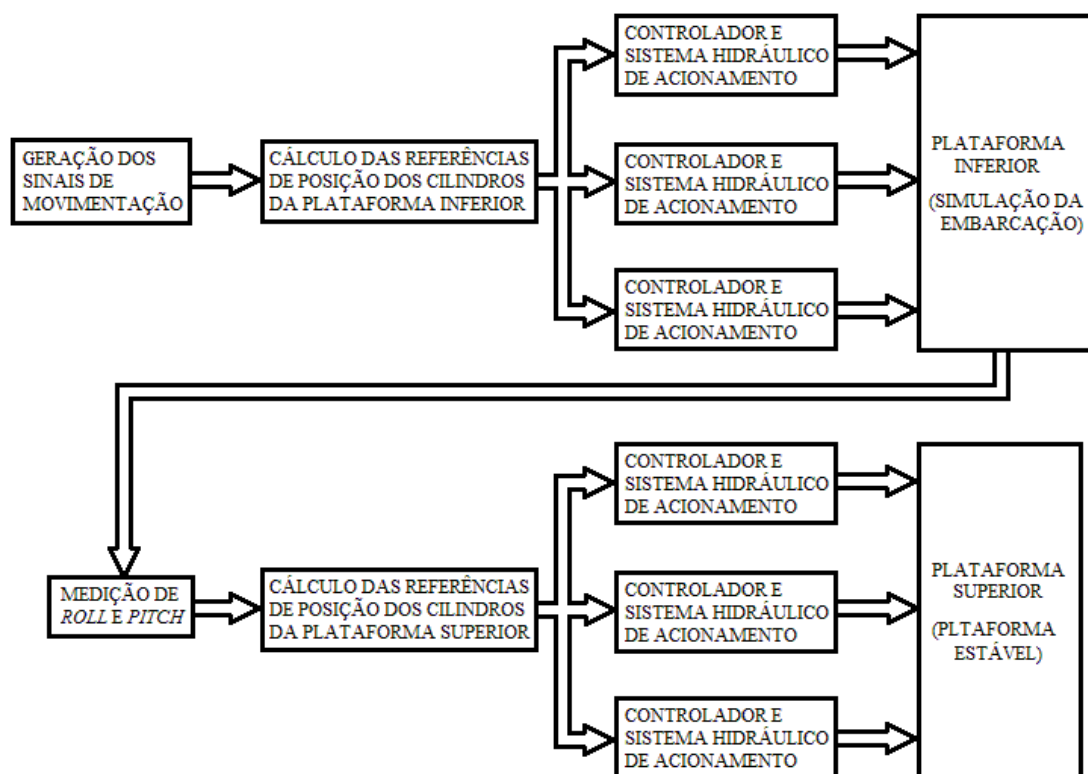 GERAÇÃO DOS
SINAIS DE
MOVIMENTAÇÃO
CÁLCULO DAS REFERÊNCIAS
DE POSIÇÃO DOS CILINDROS
DA PLATAFORMA INFERIOR
CONTROLADOR E
SISTEMA HIDRÁULICO
DE ACIONAMENTO
CONTROLADOR E
SISTEMA HIDRÁULICO
DE ACIONAMENTO
CONTROLADOR E
SISTEMA HIDRÁULICO
DE ACIONAMENTO
PLATAFORMA
INFERIOR
(SIMULAÇÃO DA
EMBARCAÇÃO)
MEDIÇÃO DE
ROLL E PITCH
CÁLCULO DAS REFERÊNCIAS
DE POSIÇÃO DOS CILINDROS
DA PLATAFORMA SUPERIOR
CONTROLADOR E
SISTEMA HIDRÁULICO
DE ACIONAMENTO
CONTROLADOR E
SISTEMA HIDRÁULICO
DE ACIONAMENTO
CONTROLADOR E
SISTEMA HIDRÁULICO
DE ACIONAMENTO
PLATAFORMA
SUPERIOR
(PLTAFORMA
ESTÁVEL)